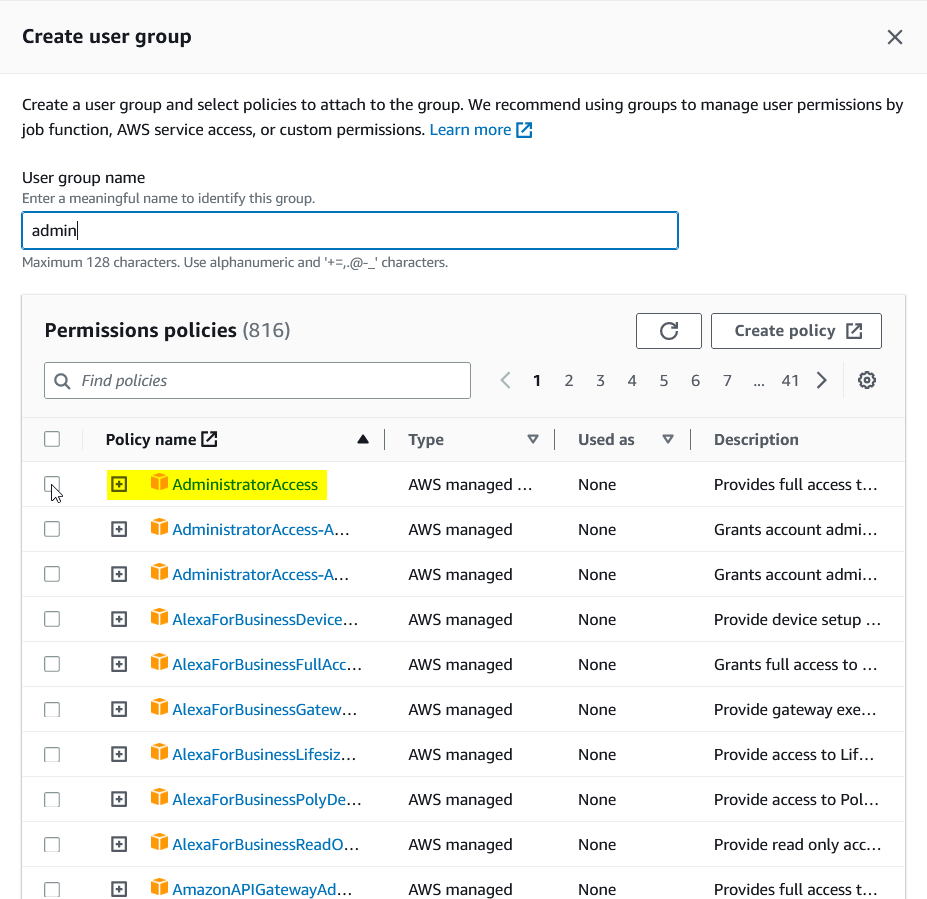 Create user group
Create a user group and select policies to attach to the group. We recommend using groups to manage user permissions by
job function, AWS service access, or custom permissions. Learn more
User group name
Enter a meaningful name to identify this group.
admin
Maximum 128 characters. Use alphanumeric and '+=,.@-_' characters.
Permissions policies (816)
Create policy
Find policies
1 2 3 4 5 6 7 ... 41
Policy name Type Used as Description
AdministratorAccess AWS managed ... None Provides full access t...
AdministratorAccess-A... AWS managed None Grants account admi...
AdministratorAccess-A... AWS managed None Grants account admi...
AlexaForBusinessDevice... AWS managed None Provide device setup ...
AlexaForBusinessFullAcc... AWS managed None Grants full access to ...
AlexaForBusinessGatew... AWS managed None Provide gateway exe...
AlexaForBusinessLifesiz... AWS managed None Provide access to Lif...
AlexaForBusinessPolyDe... AWS managed None Provide access to Pol...
AlexaForBusinessReadO... AWS managed None Provide read only acc...
AmazonAPIGatewayAd... AWS managed None Provides full access t...